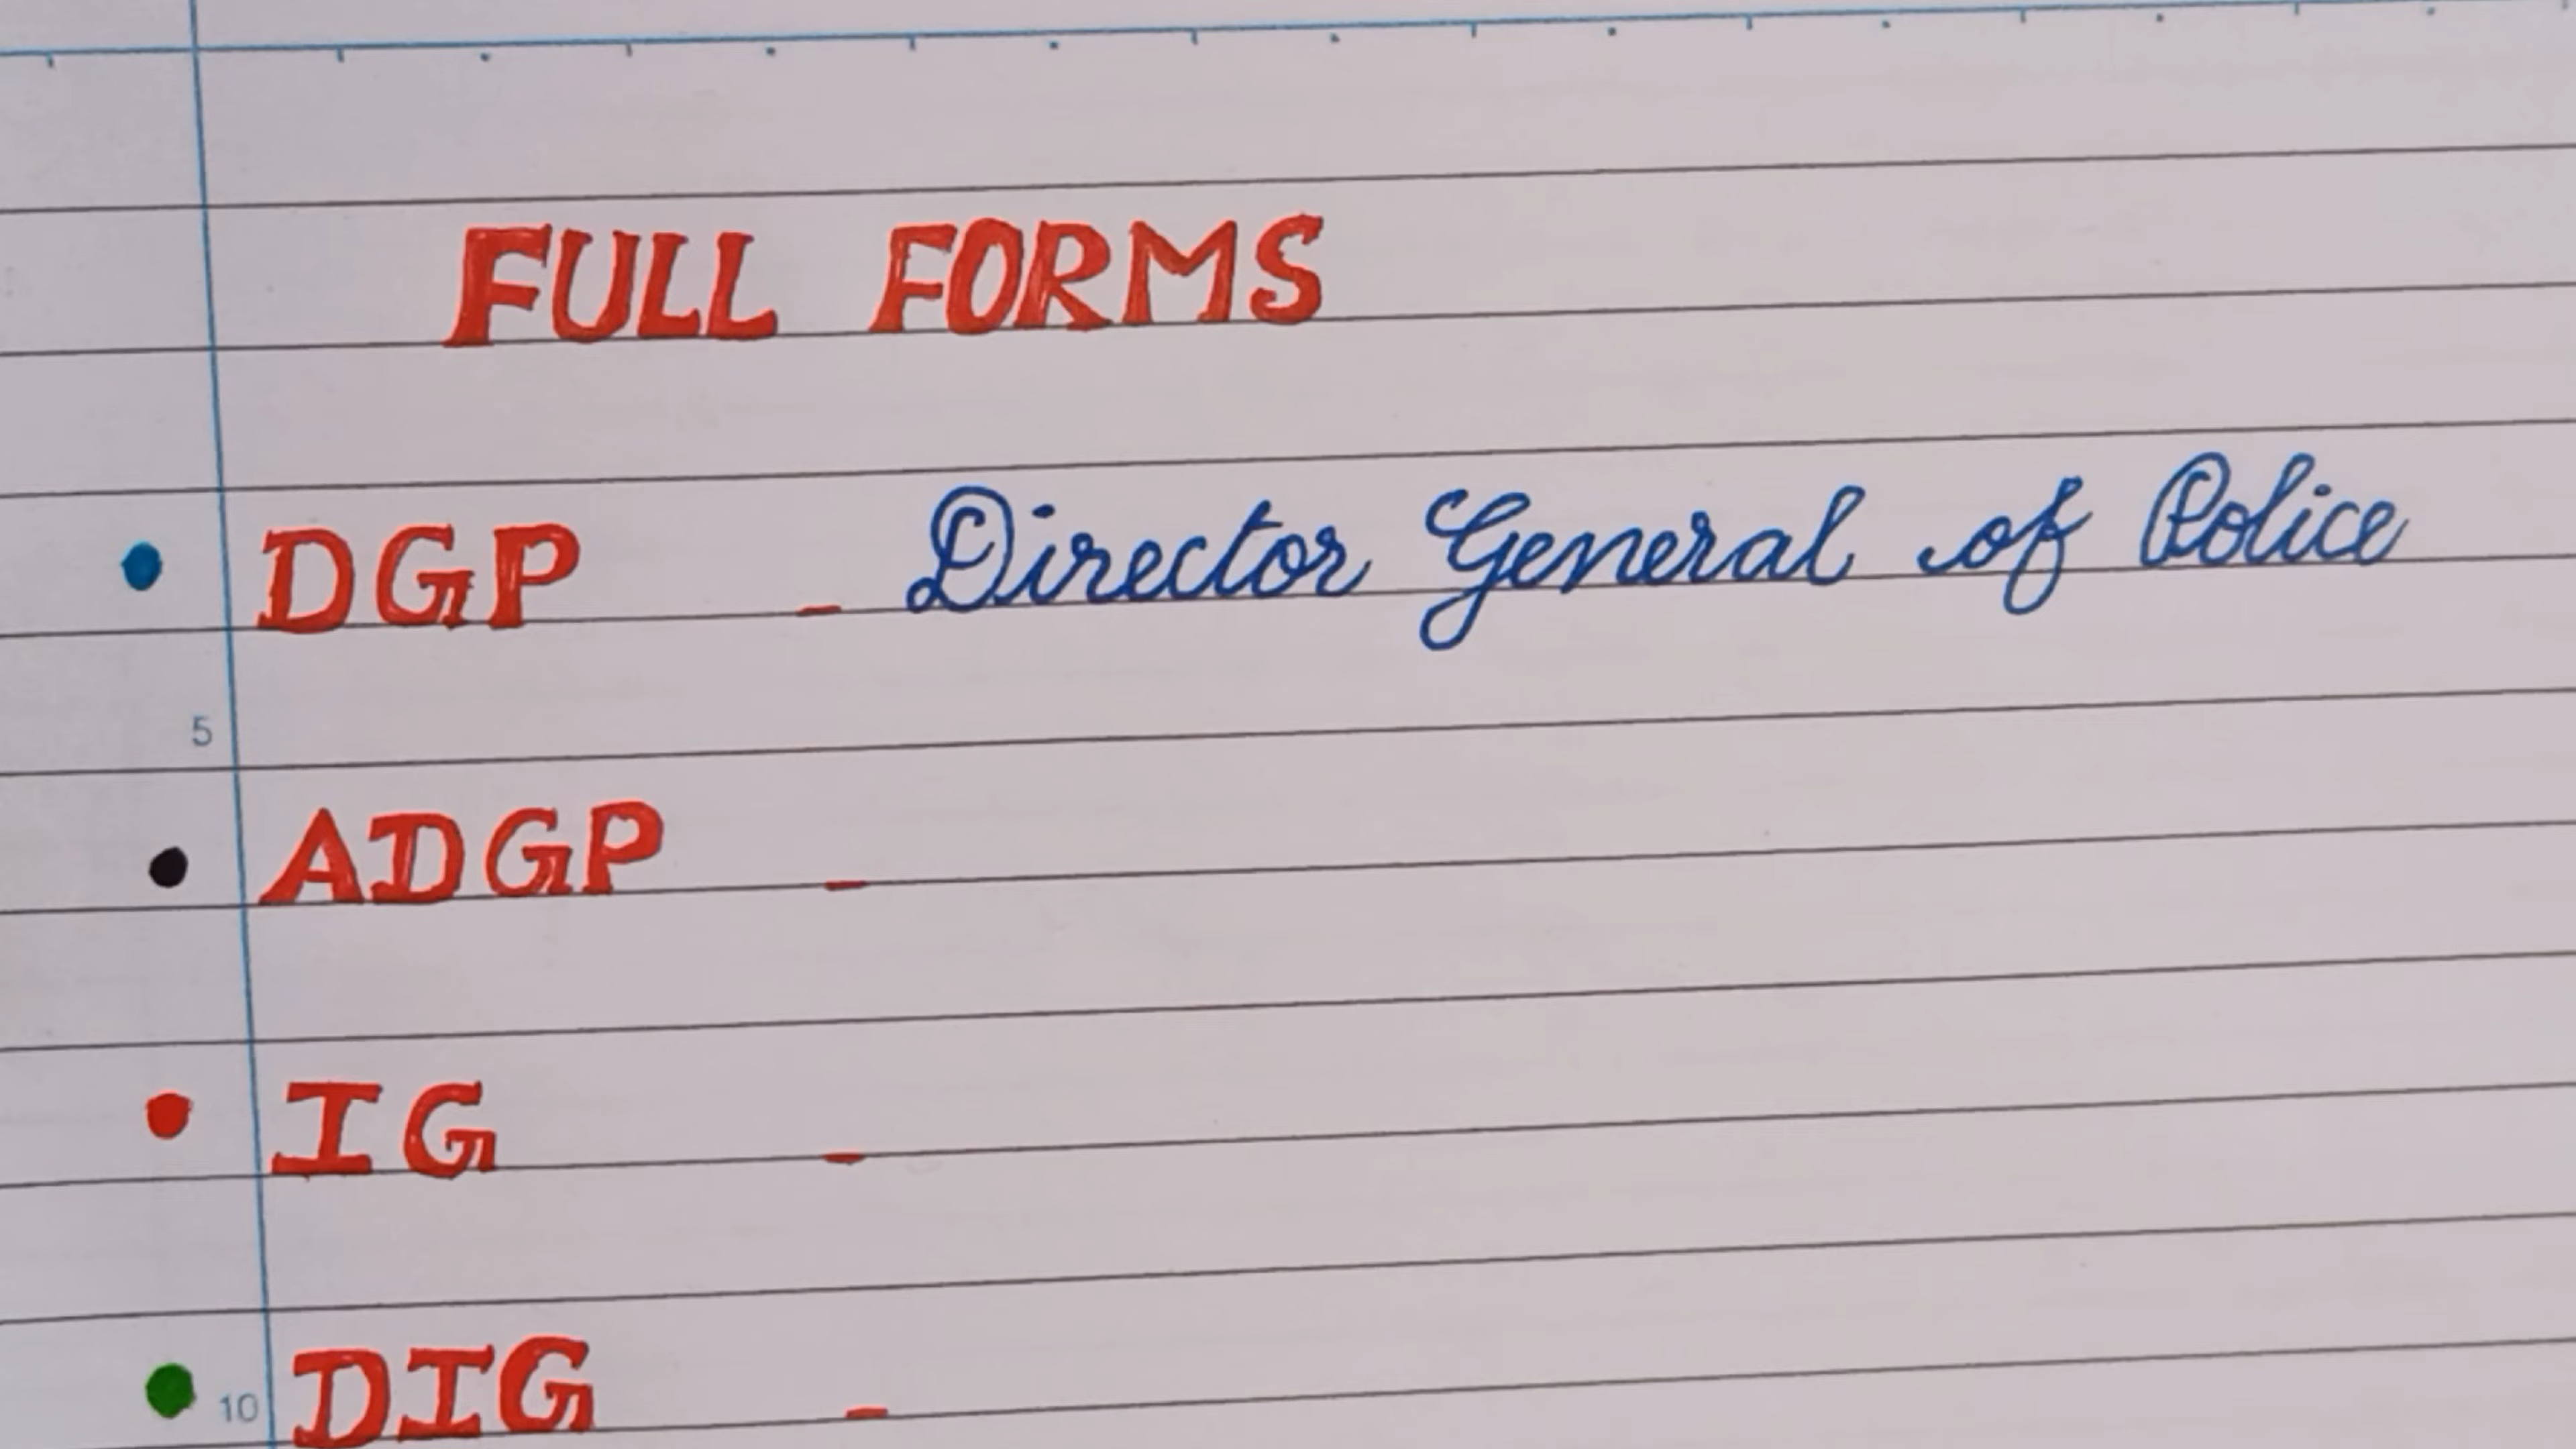 FULL FORMS
• DGP - Director General of Police
5
• ADGP -
• IG -
• 10 DIG -